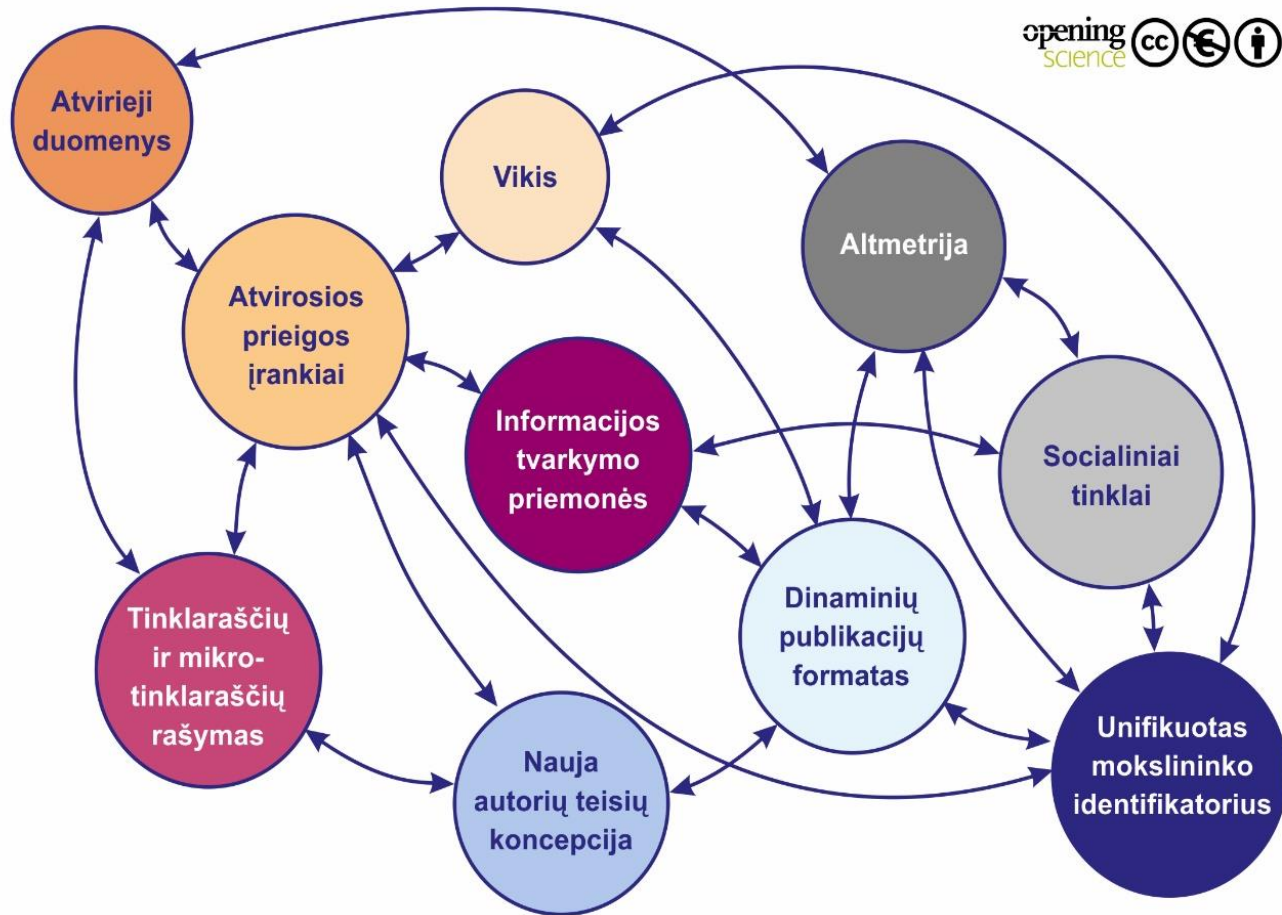 opening
science
cc
Atvirieji
duomenys
Vikis
Altmetrija
Atvirosios
prieigos
įrankiai
Informacijos
tvarkymo
priemonės
Socialiniai
tinklai
Tinklaraščių
ir mikro-
tinklaraščių
rašymas
Dinaminių
publikacijų
formatas
Nauja
autorių teisių
koncepcija
Unifikuotas
mokslininko
identifikatorius